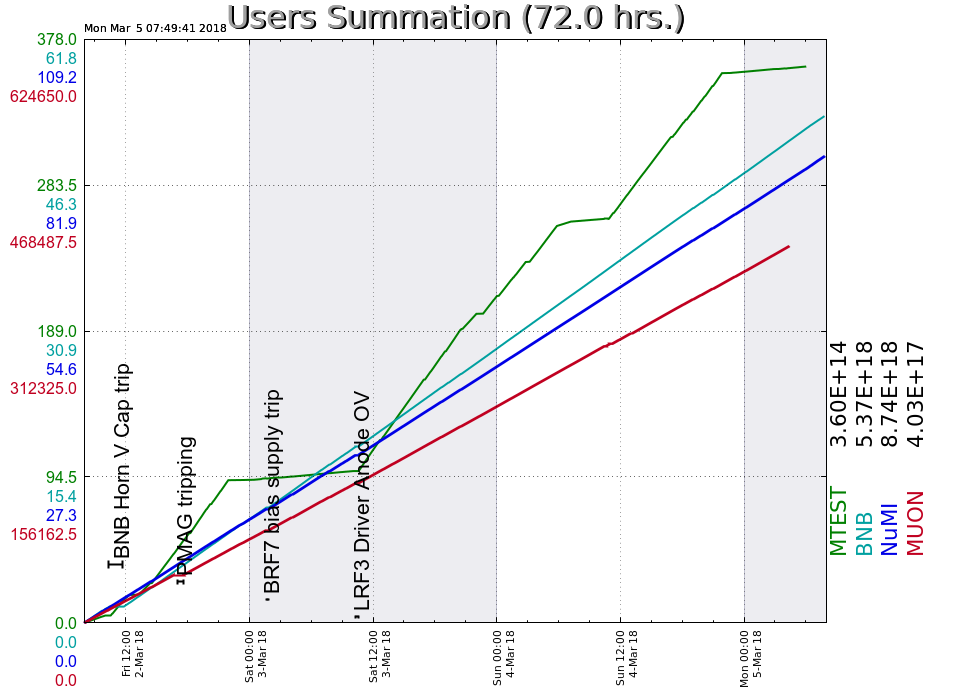 Users Summation (72.0 hrs.)
Mon Mar 5 07:49:41 2018
378.0
61.8
109.2
624650.0
283.5
46.3
81.9
468487.5
189.0
30.9
54.6
312325.0
94.5
15.4
27.3
156162.5
0.0
0.0
0.0
0.0
BNB Horn V Cap trip
PMAG tripping
BRF7 bias supply trip
LRF3 Driver Anode OV
MTEST 3.60E+14
BNB 5.37E+18
NuMI 8.74E+18
MUON 4.03E+17
Fri 12:00
2-Mar 18
Sat 00:00
3-Mar 18
Sat 12:00
3-Mar 18
Sun 00:00
4-Mar 18
Sun 12:00
4-Mar 18
Mon 00:00
5-Mar 18